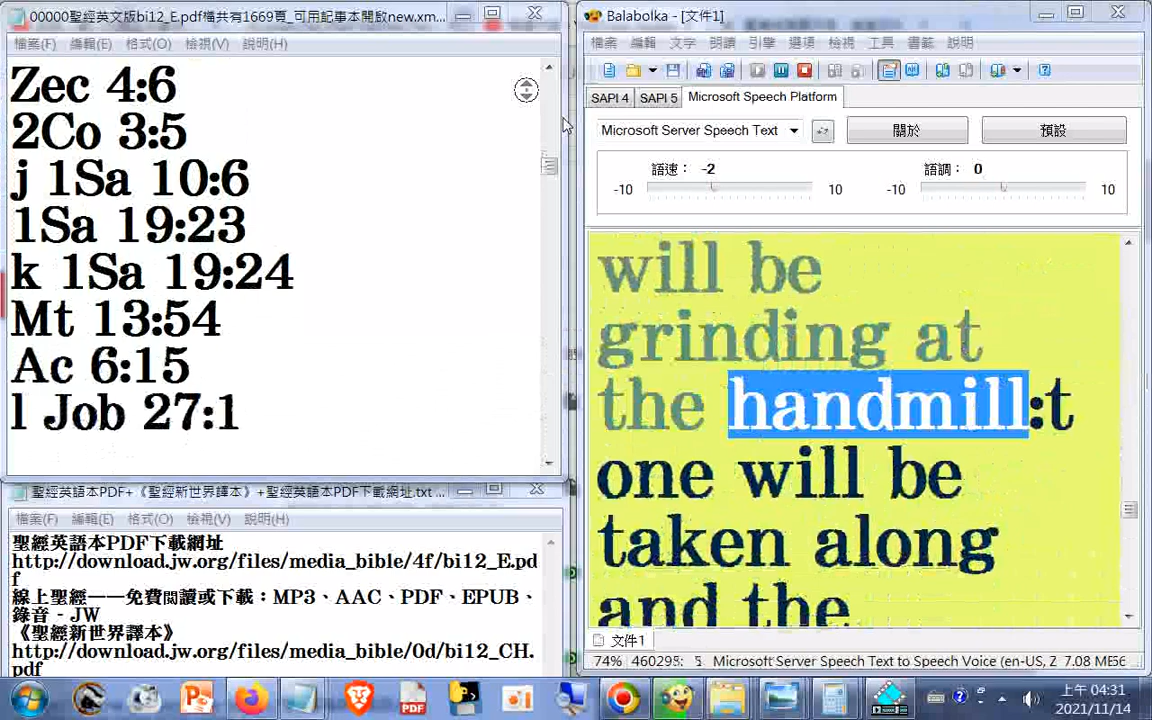 00000聖經英文版bi12_E.pdf檔共有1669頁_可用記事本開啟new.xm...
檔案(F) 編輯(E) 格式(O) 檢視(V) 說明(H)
Zec 4:6
2Co 3:5
j 1Sa 10:6
1Sa 19:23
k 1Sa 19:24
Mt 13:54
Ac 6:15
l Job 27:1
聖經英語本PDF+《聖經新世界譯本》+聖經英語本PDF下載網址.txt ...
檔案(F) 編輯(E) 格式(O) 檢視(V) 說明(H)
聖經英語本PDF下載網址
http://download.jw.org/files/media_bible/4f/bi12_E.pd
f
線上聖經──免費閱讀或下載：MP3、AAC、PDF、EPUB、
錄音 - JW
《聖經新世界譯本》
http://download.jw.org/files/media_bible/0d/bi12_CH.
pdf
Balabolka - [文件1]
檔案 編輯 文字 朗讀 引擎 選項 檢視 工具 書籤 說明
SAPI 4 SAPI 5 Microsoft Speech Platform
Microsoft Server Speech Text 關於 預設
語速： -2 語調： 0
-10 10 -10 10
will be
grinding at
the handmill:t
one will be
taken along
and the
文件1
74% 460295: Microsoft Server Speech Text to Speech Voice (en-US, Z 7.08 ME56
PDF
上午 04:31
2021/11/14